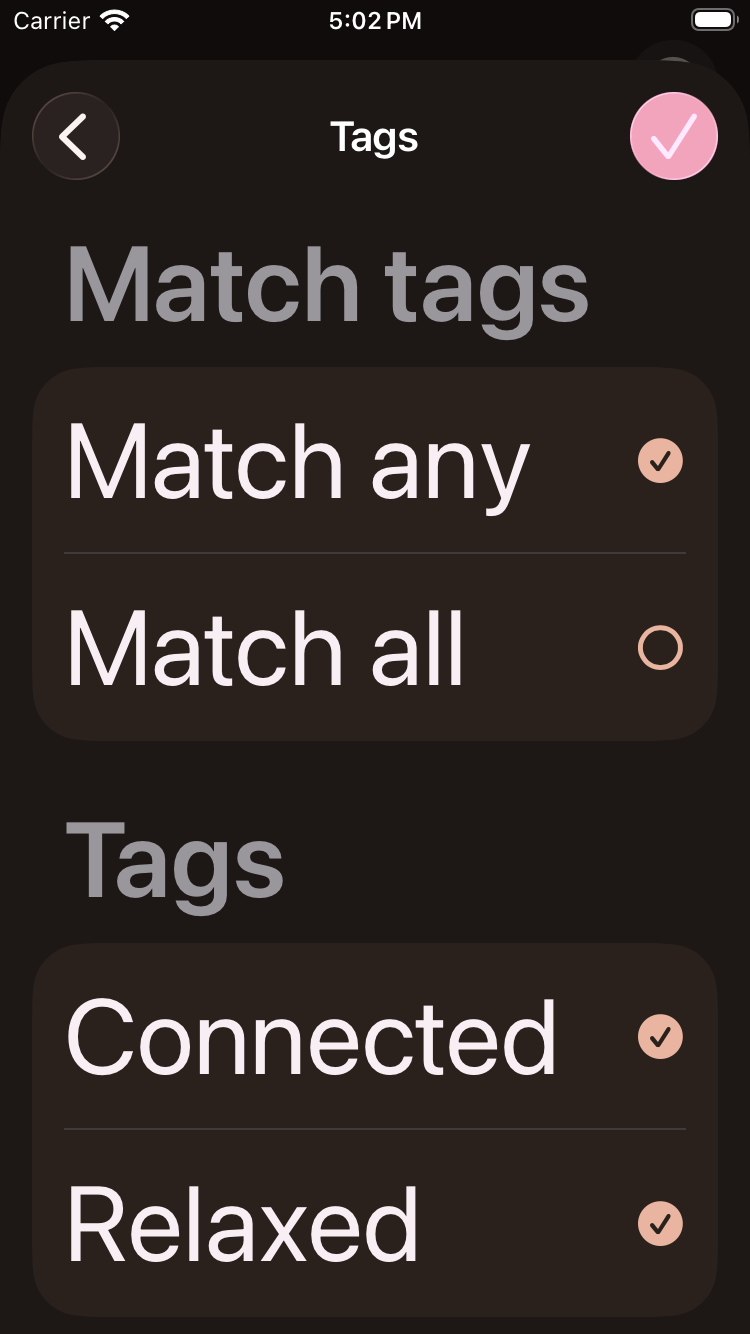 Carrier 5:02 PM
Tags
Match tags
Match any
Match all
Tags
Connected
Relaxed